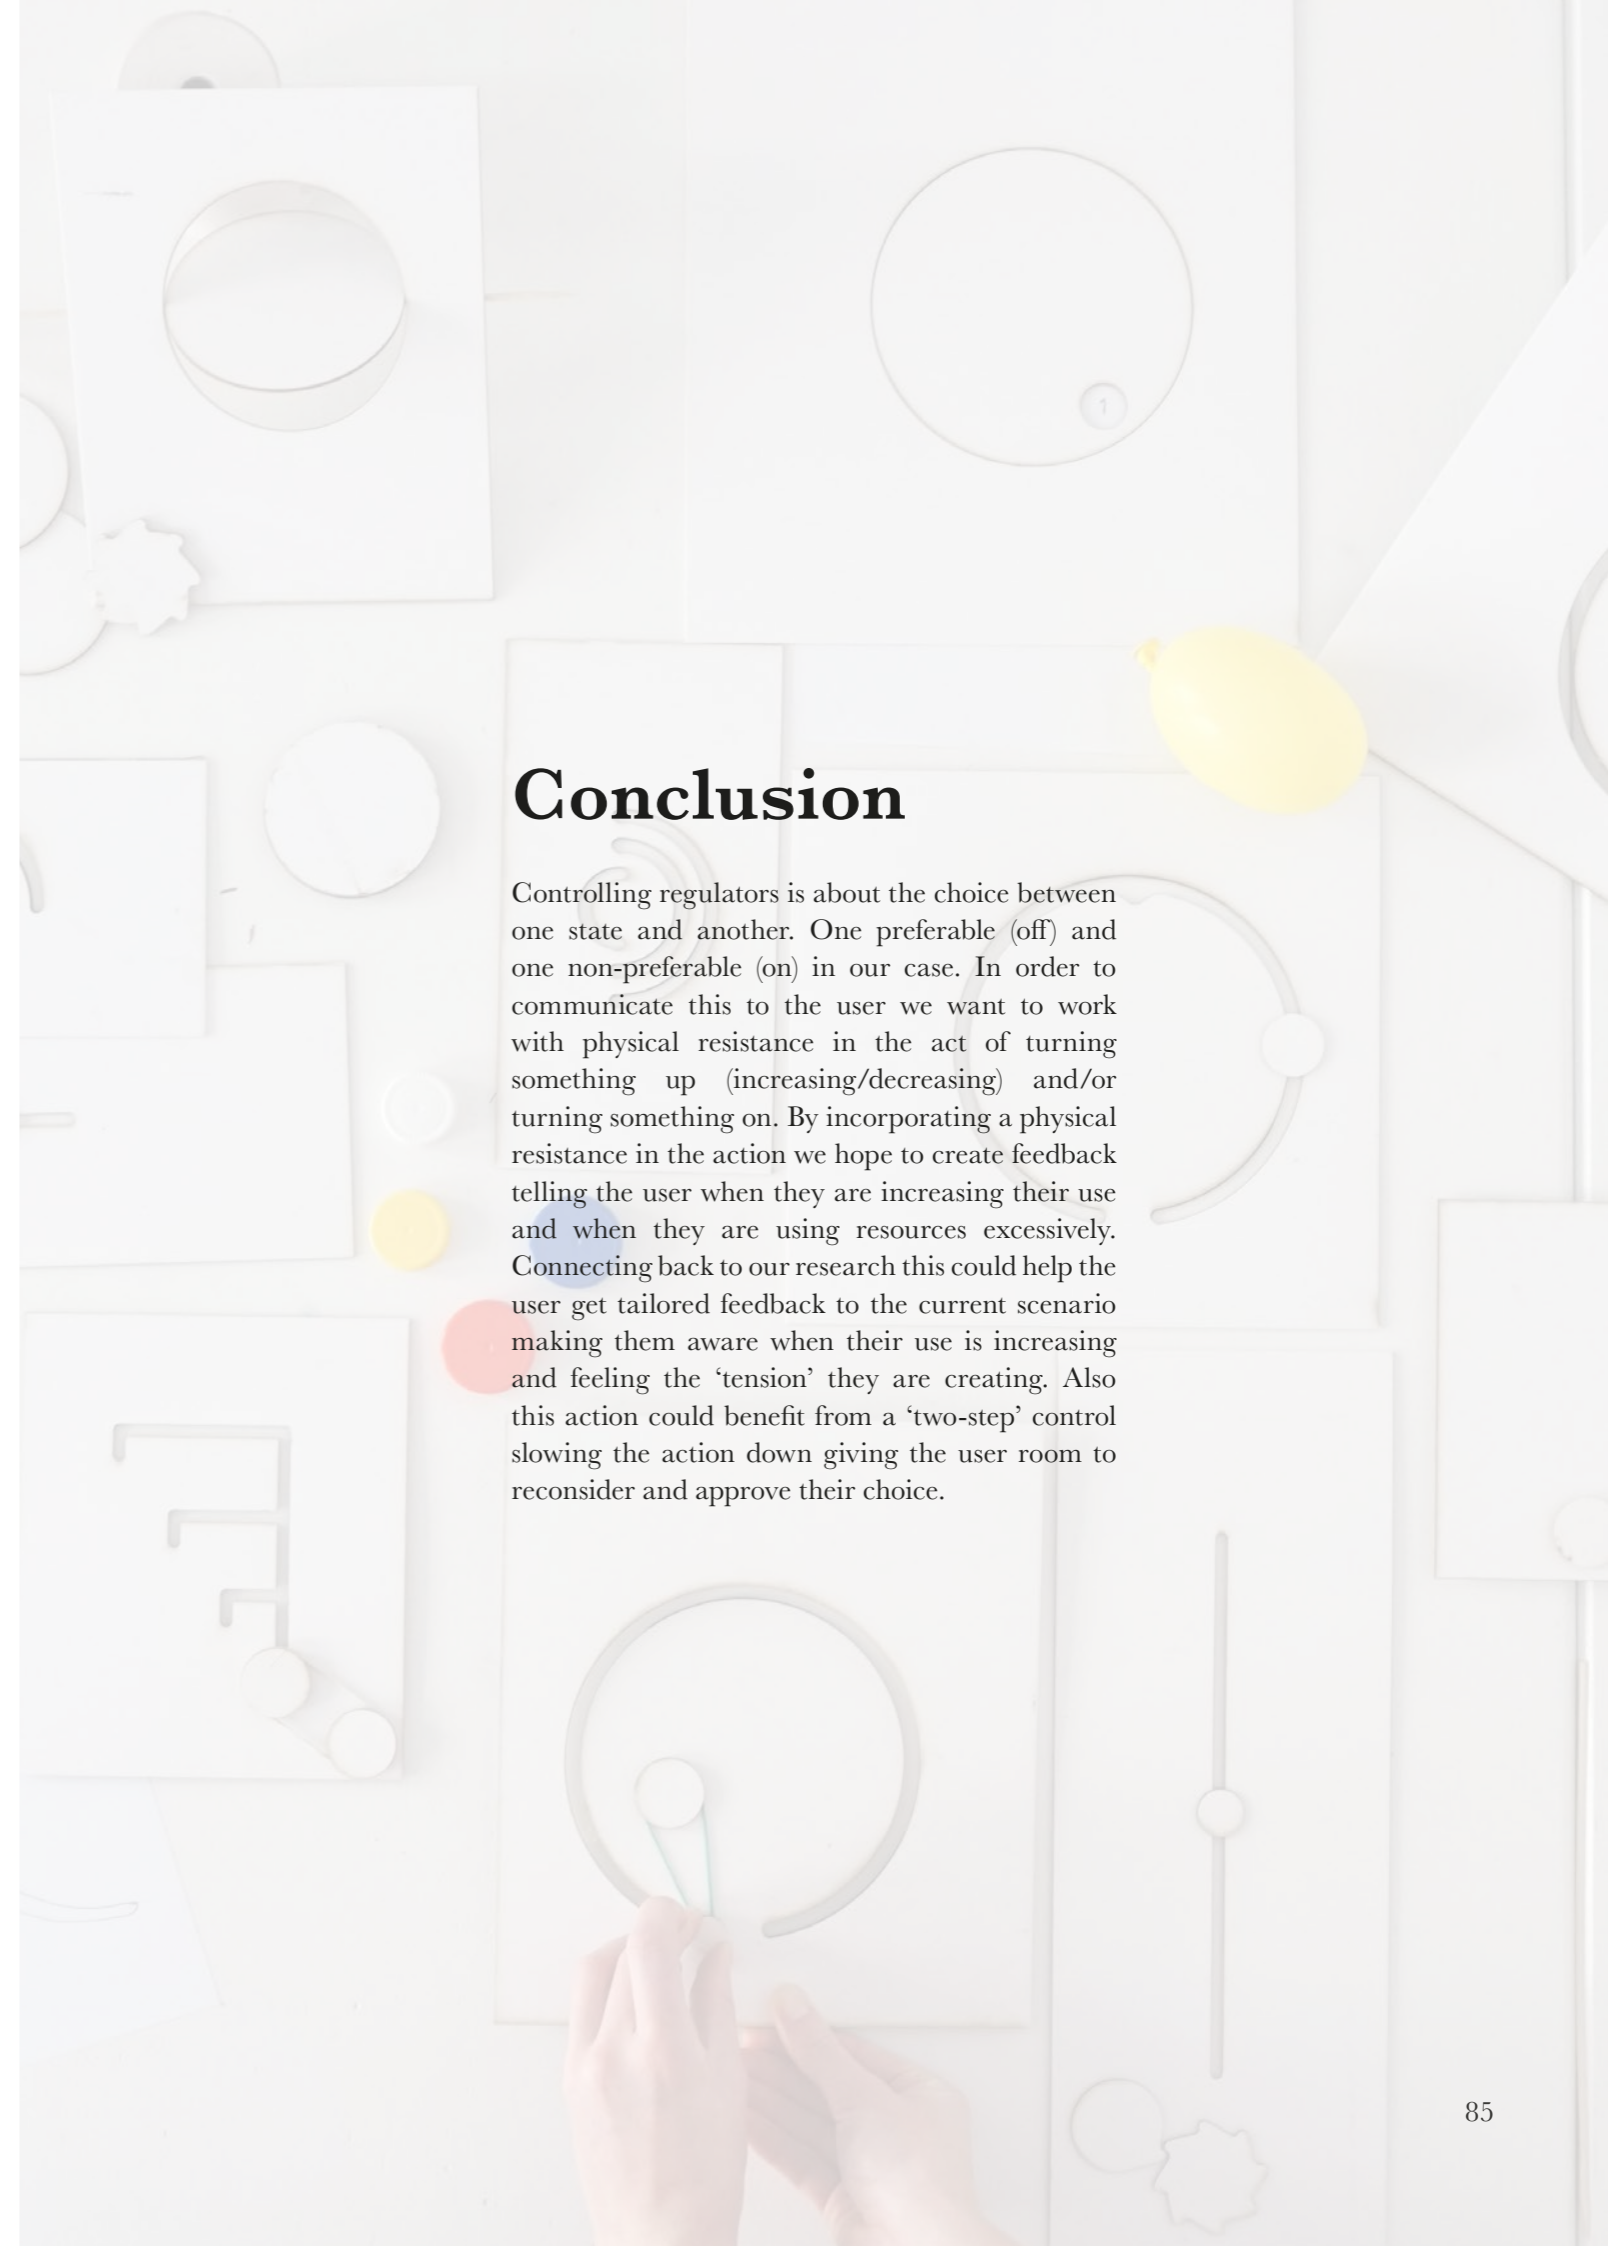 1
Conclusion
Controlling regulators is about the choice between
one state and another. One preferable (off) and
one non-preferable (on) in our case. In order to
communicate this to the user we want to work
with physical resistance in the act of turning
something up (increasing/decreasing) and/or
turning something on. By incorporating a physical
resistance in the action we hope to create feedback
telling the user when they are increasing their use
and when they are using resources excessively.
Connecting back to our research this could help the
user get tailored feedback to the current scenario
making them aware when their use is increasing
and feeling the ‘tension’ they are creating. Also
this action could benefit from a ‘two-step’ control
slowing the action down giving the user room to
reconsider and approve their choice.
85